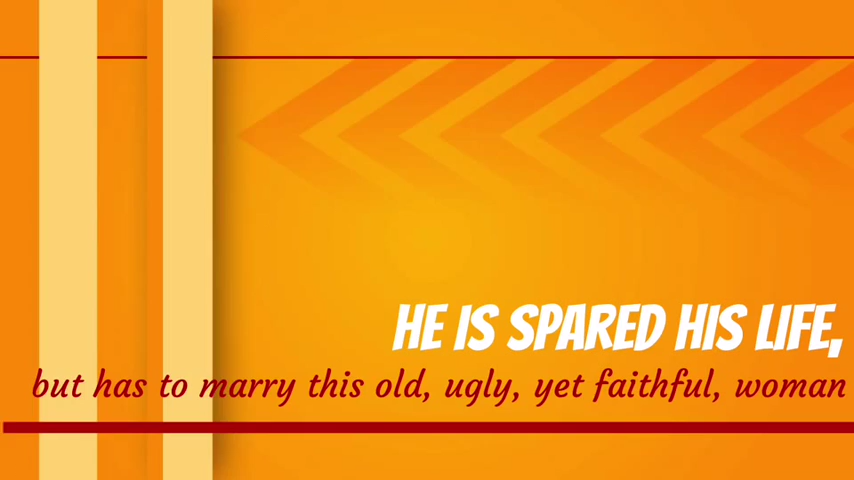 HE IS SPARED HIS LIFE,
but has to marry this old, ugly, yet faithful, woman